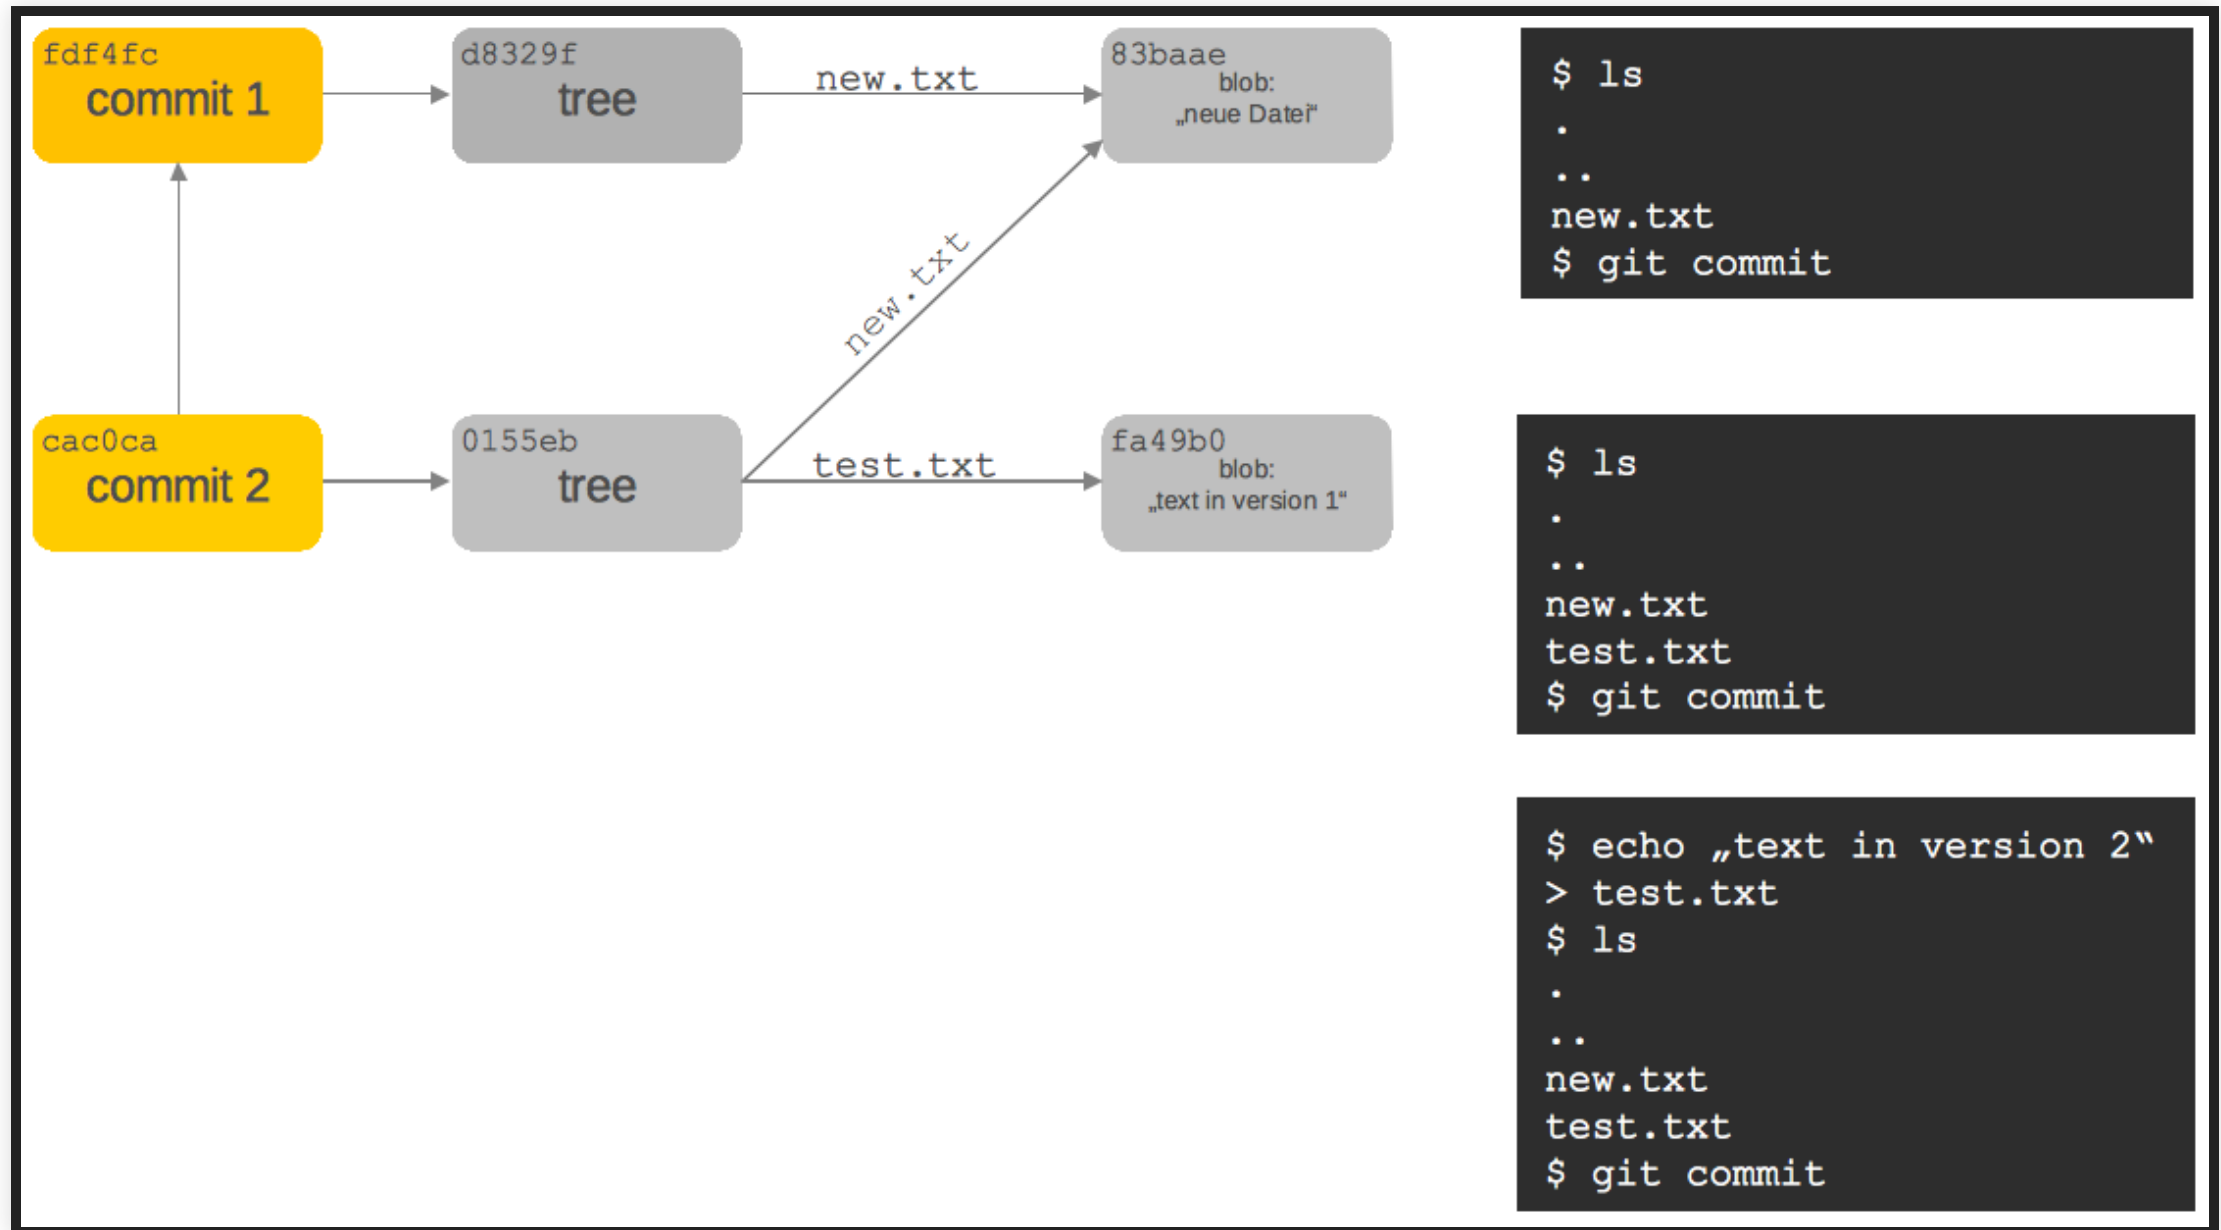 fdf4fc
commit 1
d8329f
tree
new.txt
83baae
blob:
„neue Datei“
$ ls
.
..
new.txt
$ git commit
new.txt
cac0ca
commit 2
0155eb
tree
test.txt
fa49b0
blob:
„text in version 1“
$ ls
.
..
new.txt
test.txt
$ git commit
$ echo „text in version 2“
> test.txt
$ ls
.
..
new.txt
test.txt
$ git commit